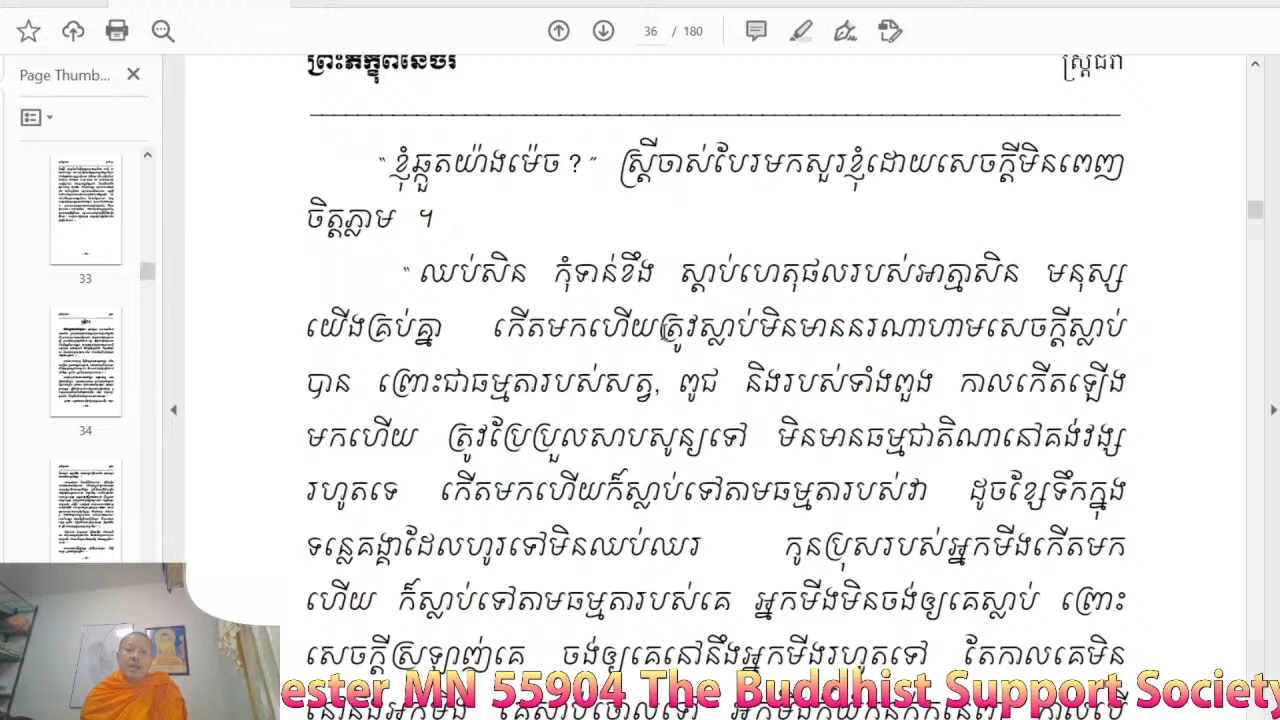 36 / 180
Page Thumb...
ព្រះភិក្ខុពនេចរ ស្ត្រីជរា
“ ខ្ញុំឆ្កួតយ៉ាងម៉េច ? ” ស្ត្រីចាស់បែរមកសួរខ្ញុំដោយសេចក្តីមិនពេញ
ចិត្តភ្លាម ។
“ ឈប់សិន កុំទាន់ខឹង ស្តាប់ហេតុផលរបស់អាត្មាសិន មនុស្ស
យើងគ្រប់គ្នា កើតមកហើយត្រូវស្លាប់មិនមាននរណាហាមសេចក្តីស្លាប់
បាន ព្រោះជាធម្មតារបស់សត្វ, ពូជ និងរបស់ទាំងពួង កាលកើតឡើង
មកហើយ ត្រូវប្រែប្រួលសាបសូន្យទៅ មិនមានធម្មជាតិណានៅគង់វង្ស
រហូតទេ កើតមកហើយក៏ស្លាប់ទៅតាមធម្មតារបស់វា ដូចខ្សែទឹកក្នុង
ទន្លេគង្គាដែលហូរទៅមិនឈប់ឈរ កូនប្រុសរបស់អ្នកមីងកើតមក
ហើយ ក៏ស្លាប់ទៅតាមធម្មតារបស់គេ អ្នកមីងមិនចង់ឲ្យគេស្លាប់ ព្រោះ
សេចក្តីស្រឡាញ់គេ ចង់ឲ្យគេនៅនឹងអ្នកមីងរហូតទៅ តែកាលគេមិន
33
34
ester MN 55904 The Buddhist Support Society